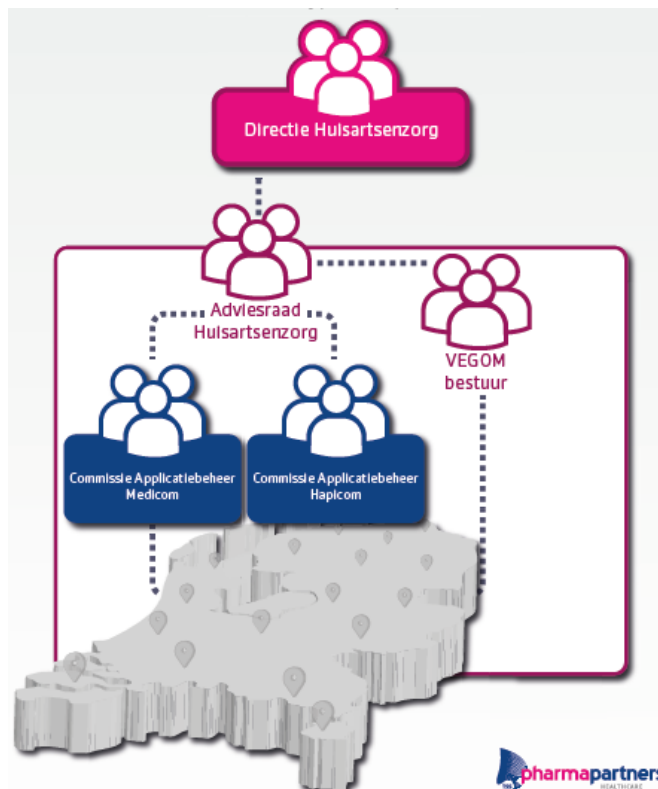 Directie Huisartsenzorg
Adviesraad
Huisartsenzorg
VEGOM
bestuur
Commissie Applicatiebeheer
Medicom
Commissie Applicatiebeheer
Hapicom
pharmapartners
HEALTHCARE